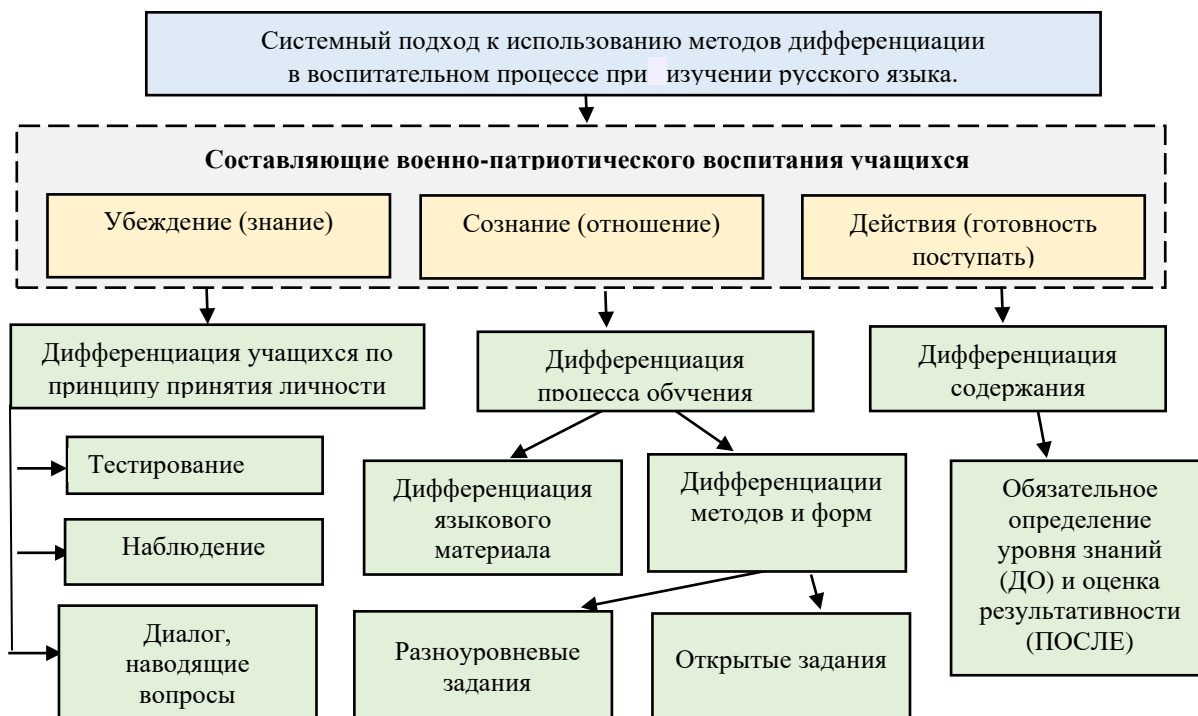 Системный подход к использованию методов дифференциации
в воспитательном процессе при изучении русского языка.
Составляющие военно-патриотического воспитания учащихся
Убеждение (знание)
Сознание (отношение)
Действия (готовность
поступать)
Дифференциация учащихся по
принципу принятия личности
Дифференциация
процесса обучения
Дифференциация
содержания
Тестирование
Наблюдение
Диалог,
наводящие
вопросы
Дифференциация
языкового
материала
Дифференциации
методов и форм
Разноуровневые
задания
Открытые задания
Обязательное
определение
уровня знаний
(ДО) и оценка
результативности
(ПОСЛЕ)